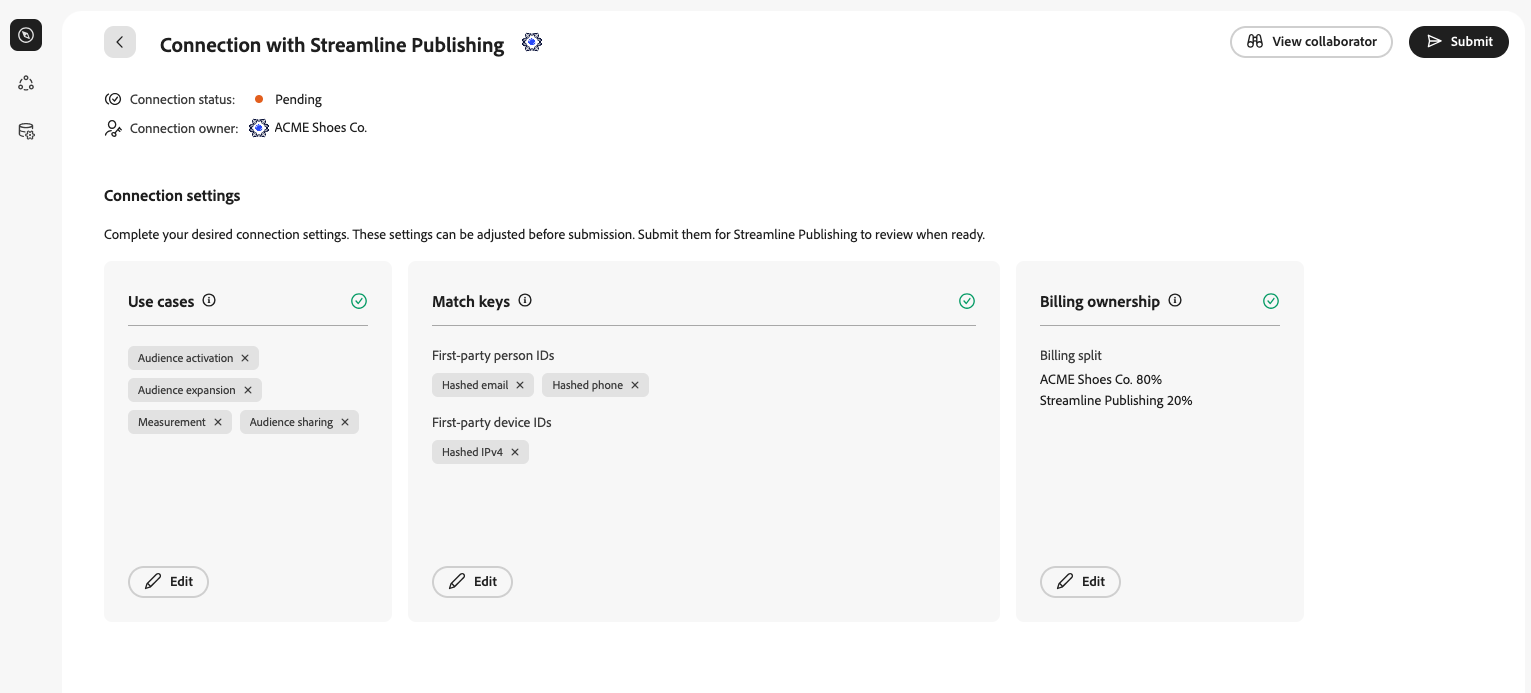 Connection with Streamline Publishing
View collaborator
Submit
Connection status: Pending
Connection owner: ACME Shoes Co.
Connection settings
Complete your desired connection settings. These settings can be adjusted before submission. Submit them for Streamline Publishing to review when ready.
Use cases
Audience activation
Audience expansion
Measurement Audience sharing
Edit
Match keys
First-party person IDs
Hashed email Hashed phone
First-party device IDs
Hashed IPv4
Edit
Billing ownership
Billing split
ACME Shoes Co. 80%
Streamline Publishing 20%
Edit